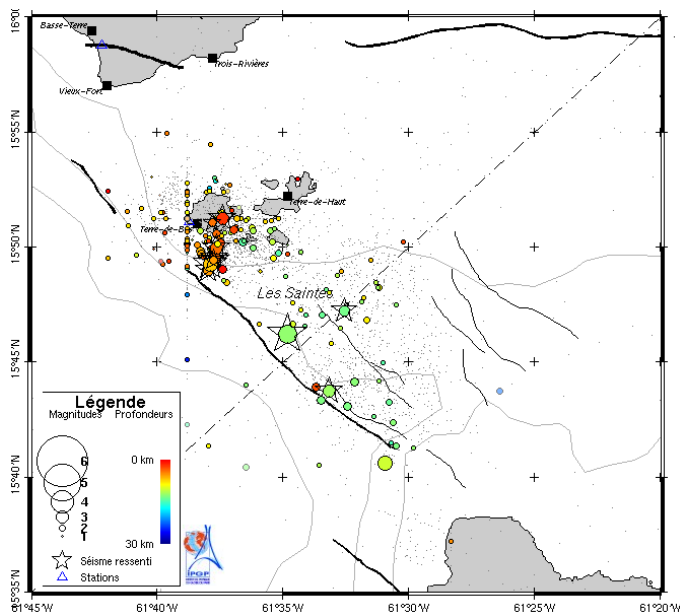 16°0
Basse-Terre
Trois-Rivières
Vieux-Fort
15°55'N
Terre-de-Haut
Terre-de-B
15°50'N
Les Saintes
15°45'N
Légende
Magnitudes Profondeurs
6
5
4
3
2
1
0 km
30 km
Séisme ressenti
Stations
IPGP
15°40'N
15°35'N
61°45'W 61°40'W 61°35'W 61°30'W 61°25'W 61°20'W